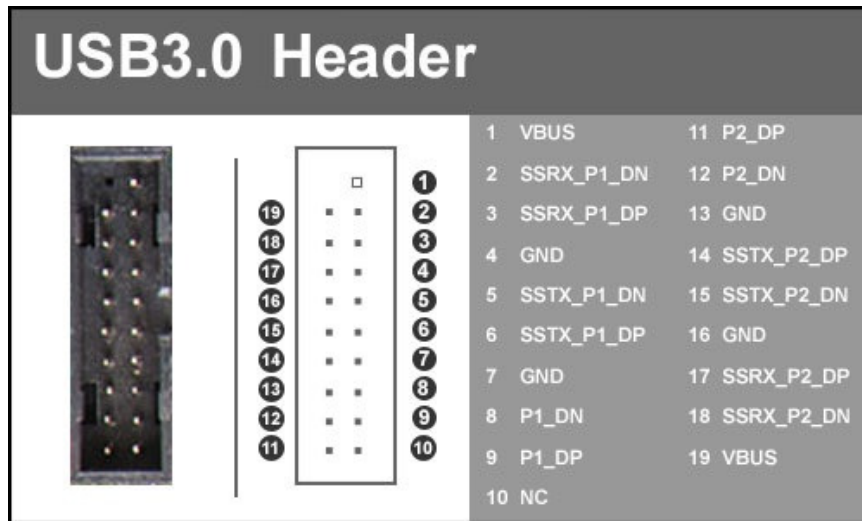 USB3.0 Header
1
19 2
18 3
17 4
16 5
15 6
14 7
13 8
12 9
11 10
1 VBUS 11 P2_DP
2 SSRX_P1_DN 12 P2_DN
3 SSRX_P1_DP 13 GND
4 GND 14 SSTX_P2_DP
5 SSTX_P1_DN 15 SSTX_P2_DN
6 SSTX_P1_DP 16 GND
7 GND 17 SSRX_P2_DP
8 P1_DN 18 SSRX_P2_DN
9 P1_DP 19 VBUS
10 NC